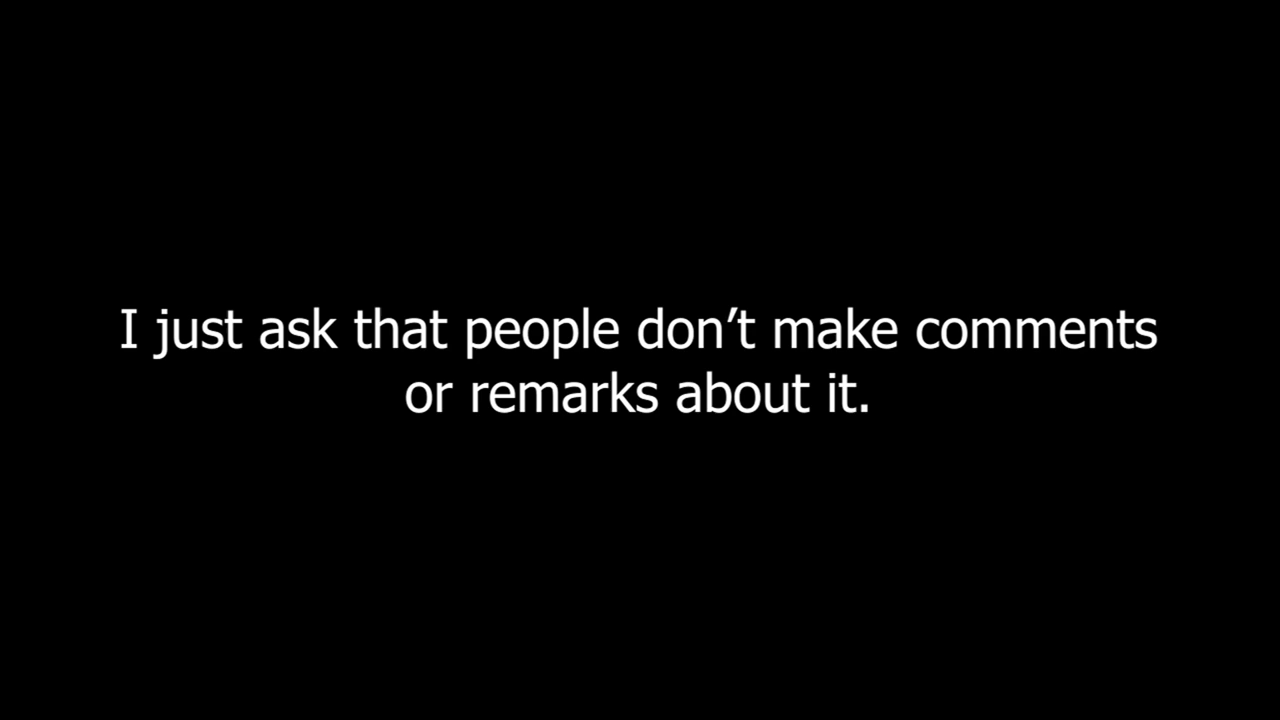 I just ask that people don’t make comments
or remarks about it.